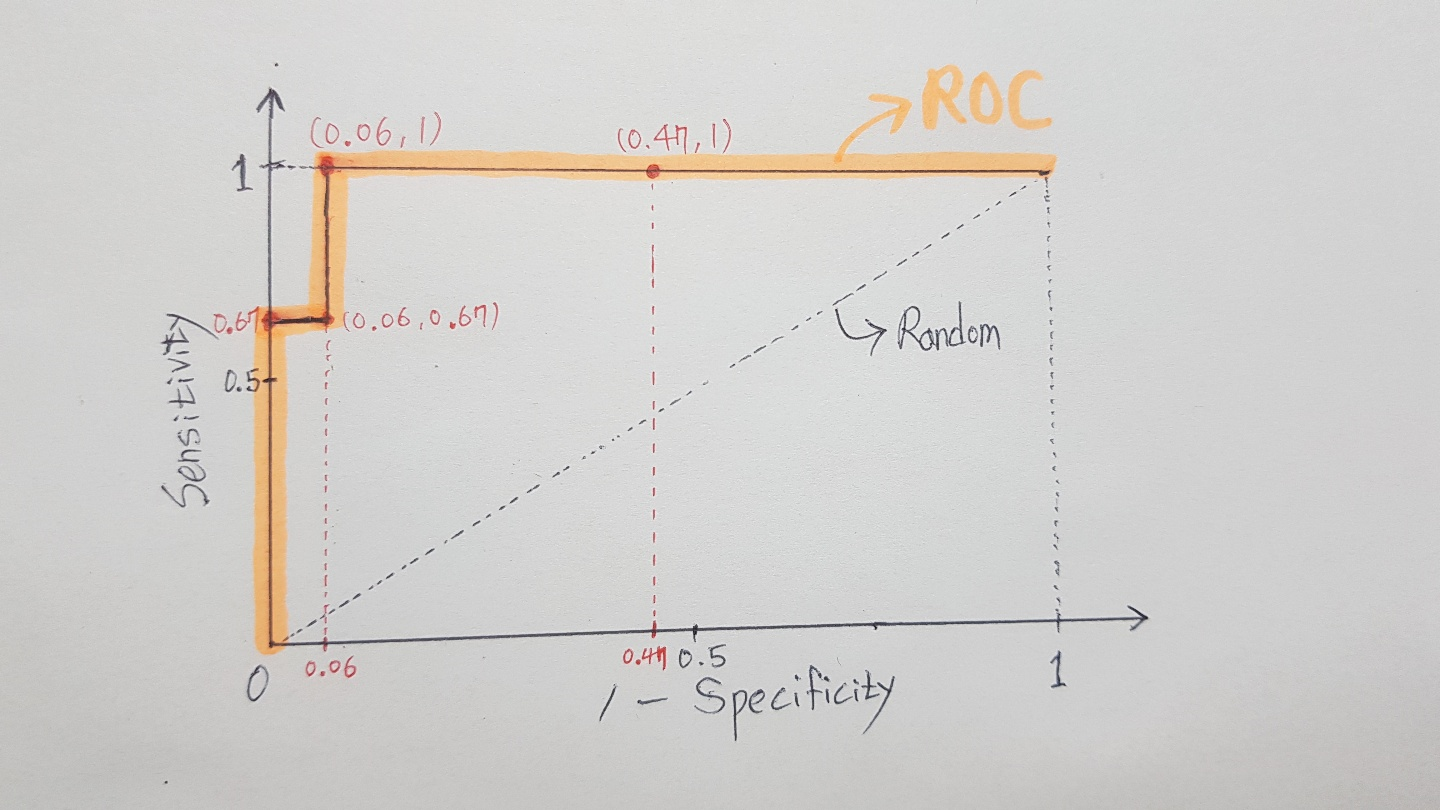 ROC
(0.06, 1)
(0.47, 1)
1
0.67
(0.06, 0.67)
Random
0.5
Sensitivity
0
0.06
0.47
0.5
1
1 - Specificity